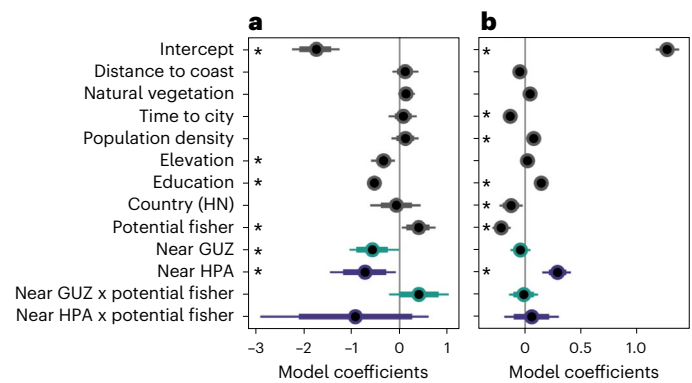 a
b
Intercept * *
Distance to coast
Natural vegetation
Time to city *
Population density *
Elevation *
Education * *
Country (HN) *
Potential fisher * *
Near GUZ *
Near HPA * *
Near GUZ x potential fisher
Near HPA x potential fisher
−3 −2 −1 0 1
0 0.5 1.0
Model coefficients
Model coefficients